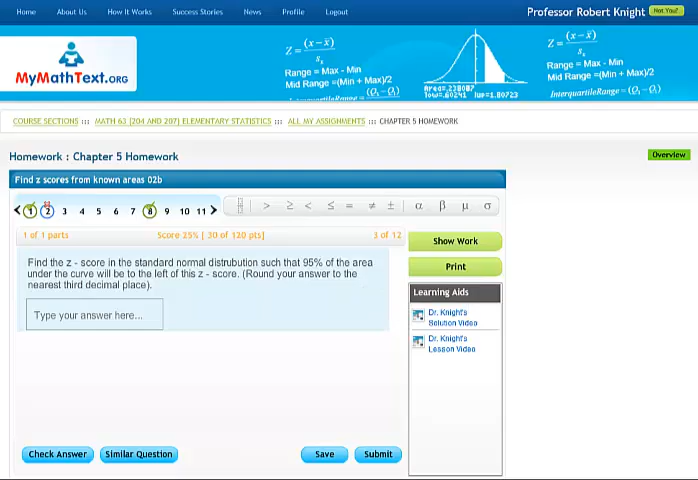 Home About How It Works Success Stories News Profile Logout Professor Robert Knight Not You?
MyMathText.ORG
Range = Max - Min
Mid Range =(Min + Max)/2
Range = Max - Min
Mid Range =(Min + Max)/2
COURSE SECTIONS ::: MATH 63 (204 AND 207) ELEMENTARY STATISTICS ::: ALL MY ASSIGNMENTS ::: CHAPTER 5 HOMEWORK
Homework : Chapter 5 Homework
Overview
Find z scores from known areas 02b
1 2 3 4 5 6 7 8 9 10 11
> ≥ < ≤ = ≠ ± α β μ σ
1 of 1 parts Score 25% [ 30 of 120 pts] 3 of 12
Show Work
Print
Find the z - score in the standard normal distrubution such that 95% of the area
under the curve will be to the left of this z - score. (Round your answer to the
nearest third decimal place).
Type your answer here...
Learning Aids
Dr. Knight's
Solution Video
Dr. Knight's
Lesson Video
Check Answer Similar Question Save Submit